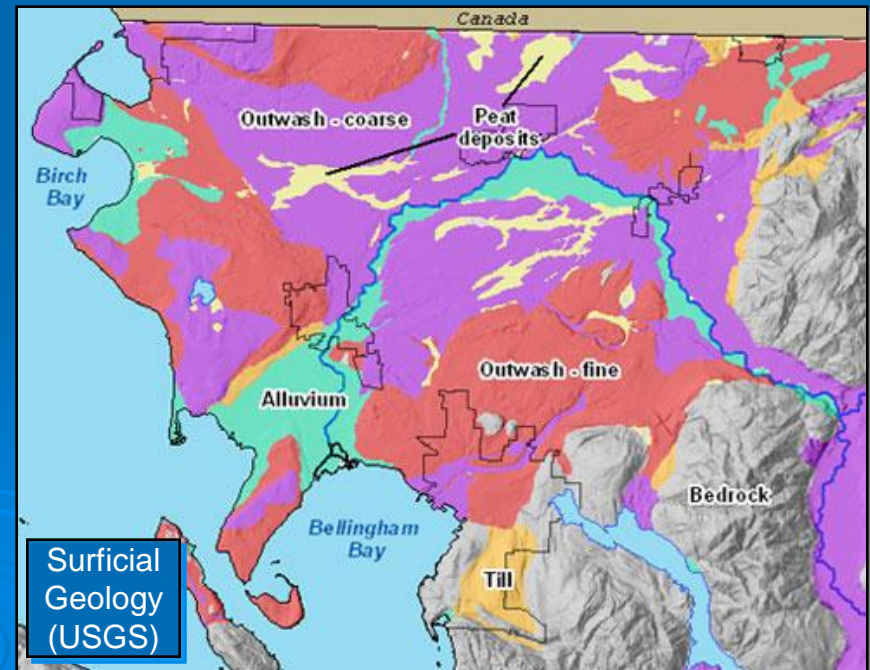 Canada
Outwash - coarse
Peat
deposits
Birch
Bay
Outwash - fine
Alluvium
Bedrock
Bellingham
Bay
Till
Surficial
Geology
(USGS)